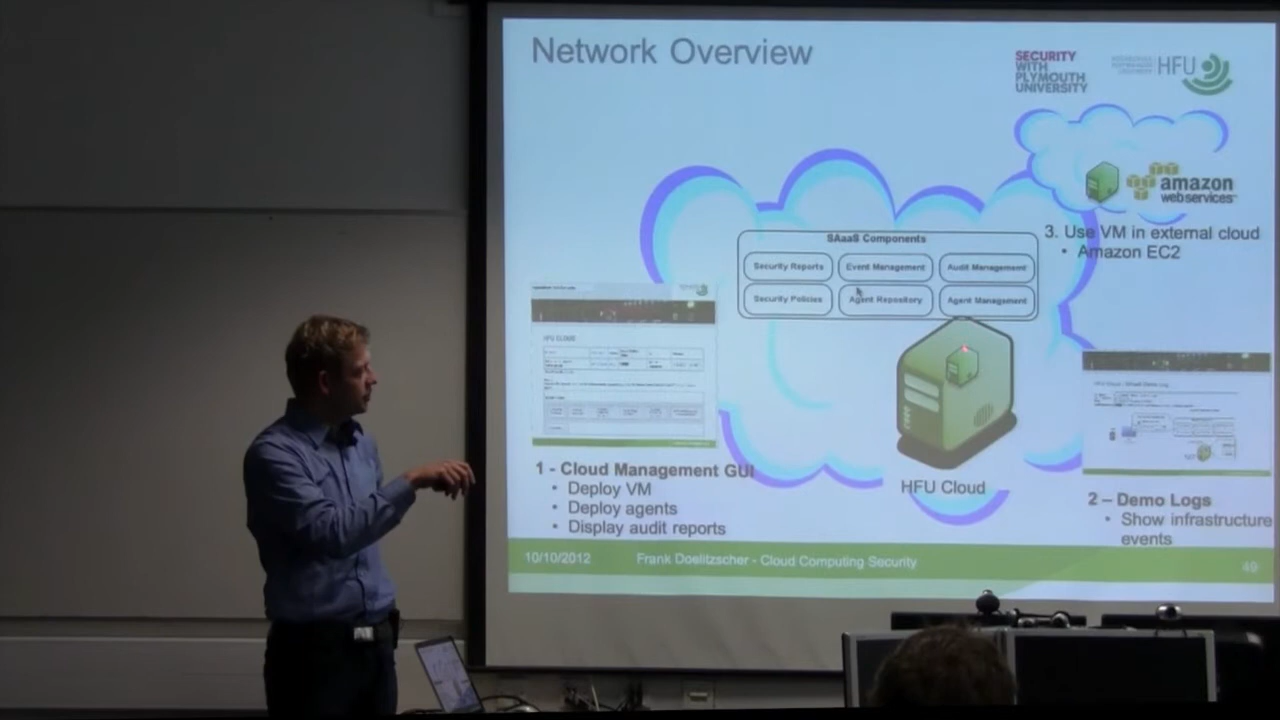 Network Overview
SECURITY
WITH
PLYMOUTH
UNIVERSITY
HFU
amazon
webservices™
3. Use VM in external cloud
• Amazon EC2
SAaaS Components
Security Reports
Event Management
Audit Management
Security Policies
Agent Repository
Agent Management
HFU Cloud
1 - Cloud Management GUI
• Deploy VM
• Deploy agents
• Display audit reports
2 – Demo Logs
• Show infrastructure
events
10/10/2012
Frank Doelitzscher - Cloud Computing Security
49